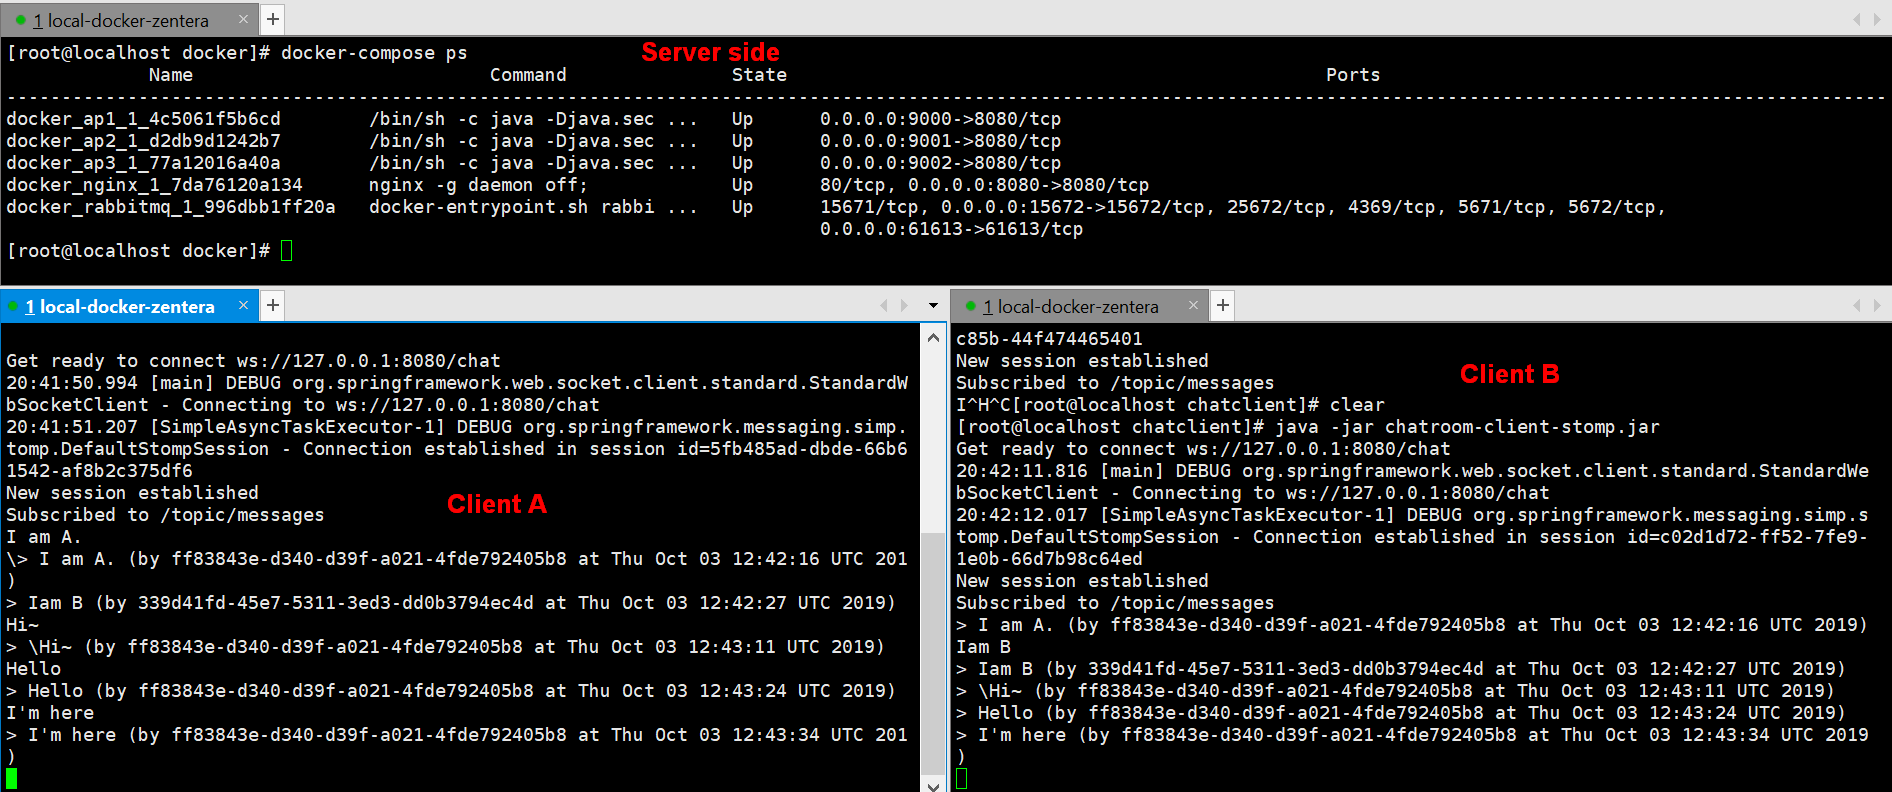 1 local-docker-zentera × +
[root@localhost docker]# docker-compose ps
Server side
Name Command State Ports
--------------------------------------------------------------------------------------------------------------------------------------------------------------------------
docker_ap1_1_4c5061f5b6cd /bin/sh -c java -Djava.sec ... Up 0.0.0.0:9000->8080/tcp
docker_ap2_1_d2db9d1242b7 /bin/sh -c java -Djava.sec ... Up 0.0.0.0:9001->8080/tcp
docker_ap3_1_77a12016a40a /bin/sh -c java -Djava.sec ... Up 0.0.0.0:9002->8080/tcp
docker_nginx_1_7da76120a134 nginx -g daemon off; Up 80/tcp, 0.0.0.0:8080->8080/tcp
docker_rabbitmq_1_996dbb1ff20a docker-entrypoint.sh rabbi ... Up 15671/tcp, 0.0.0.0:15672->15672/tcp, 25672/tcp, 4369/tcp, 5671/tcp, 5672/tcp,
0.0.0.0:61613->61613/tcp
[root@localhost docker]#
1 local-docker-zentera × +
Get ready to connect ws://127.0.0.1:8080/chat
20:41:50.994 [main] DEBUG org.springframework.web.socket.client.standard.StandardW
bSocketClient - Connecting to ws://127.0.0.1:8080/chat
20:41:51.207 [SimpleAsyncTaskExecutor-1] DEBUG org.springframework.messaging.simp.
tomp.DefaultStompSession - Connection established in session id=5fb485ad-dbde-66b6
1542-af8b2c375df6
New session established
Client A
Subscribed to /topic/messages
I am A.
\> I am A. (by ff83843e-d340-d39f-a021-4fde792405b8 at Thu Oct 03 12:42:16 UTC 201
)
> Iam B (by 339d41fd-45e7-5311-3ed3-dd0b3794ec4d at Thu Oct 03 12:42:27 UTC 2019)
Hi~
> \Hi~ (by ff83843e-d340-d39f-a021-4fde792405b8 at Thu Oct 03 12:43:11 UTC 2019)
Hello
> Hello (by ff83843e-d340-d39f-a021-4fde792405b8 at Thu Oct 03 12:43:24 UTC 2019)
I'm here
> I'm here (by ff83843e-d340-d39f-a021-4fde792405b8 at Thu Oct 03 12:43:34 UTC 201
)
1 local-docker-zentera × +
c85b-44f474465401
New session established
Client B
Subscribed to /topic/messages
I^H^C[root@localhost chatclient]# clear
[root@localhost chatclient]# java -jar chatroom-client-stomp.jar
Get ready to connect ws://127.0.0.1:8080/chat
20:42:11.816 [main] DEBUG org.springframework.web.socket.client.standard.StandardWe
bSocketClient - Connecting to ws://127.0.0.1:8080/chat
20:42:12.017 [SimpleAsyncTaskExecutor-1] DEBUG org.springframework.messaging.simp.s
tomp.DefaultStompSession - Connection established in session id=c02d1d72-ff52-7fe9-
1e0b-66d7b98c64ed
New session established
Subscribed to /topic/messages
> I am A. (by ff83843e-d340-d39f-a021-4fde792405b8 at Thu Oct 03 12:42:16 UTC 2019)
Iam B
> Iam B (by 339d41fd-45e7-5311-3ed3-dd0b3794ec4d at Thu Oct 03 12:42:27 UTC 2019)
> \Hi~ (by ff83843e-d340-d39f-a021-4fde792405b8 at Thu Oct 03 12:43:11 UTC 2019)
> Hello (by ff83843e-d340-d39f-a021-4fde792405b8 at Thu Oct 03 12:43:24 UTC 2019)
> I'm here (by ff83843e-d340-d39f-a021-4fde792405b8 at Thu Oct 03 12:43:34 UTC 2019
)